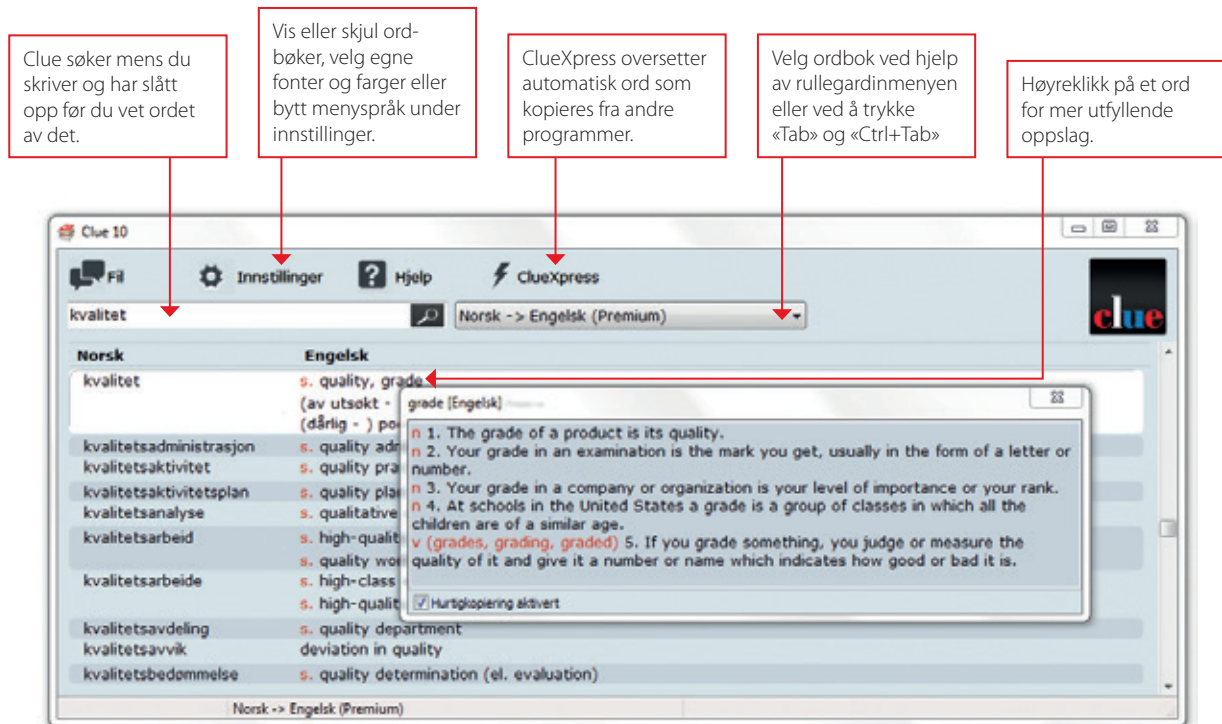 Clue søker mens du
skriver og har slått
opp før du vet ordet
av det.
Vis eller skjul ord-
bøker, velg egne
fonter og farger eller
bytt menyspråk under
innstillinger.
ClueXpress oversetter
automatisk ord som
kopieres fra andre
programmer.
Velg ordbok ved hjelp
av rullegardinmenyen
eller ved å trykke
«Tab» og «Ctrl+Tab»
Høyreklikk på et ord
for mer utfyllende
oppslag.
Clue 10
Fil Innstillinger Hjelp ClueXpress
kvalitet Norsk -> Engelsk (Premium)
clue
Norsk Engelsk
kvalitet s. quality, grade
(av utsøkt -
(dårlig - ) po
kvalitetsadministrasjon s. quality adr
kvalitetsaktivitet s. quality pra
kvalitetsaktivitetsplan s. quality plar
kvalitetsanalyse s. qualitative
kvalitetsarbeid s. high-qualit
s. quality wor
kvalitetsarbeide s. high-class
s. high-qualit
kvalitetsavdeling s. quality department
kvalitetsavvik deviation in quality
kvalitetsbedømmelse s. quality determination (el. evaluation)
grade [Engelsk]
n 1. The grade of a product is its quality.
n 2. Your grade in an examination is the mark you get, usually in the form of a letter or
number.
n 3. Your grade in a company or organization is your level of importance or your rank.
n 4. At schools in the United States a grade is a group of classes in which all the
children are of a similar age.
v (grades, grading, graded) 5. If you grade something, you judge or measure the
quality of it and give it a number or name which indicates how good or bad it is.
Hurtigkopiering aktivert
Norsk -> Engelsk (Premium)